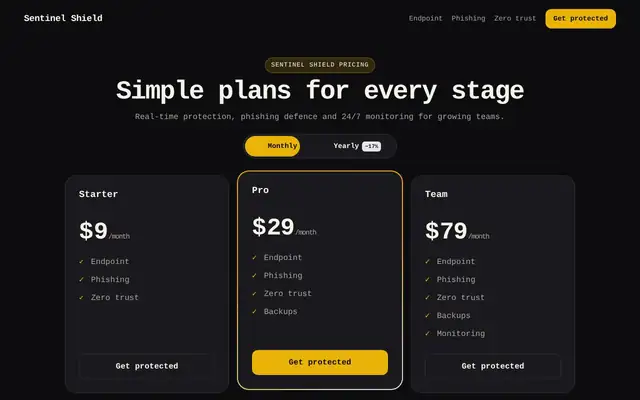 Sentinel Shield
Endpoint Phishing Zero trust Get protected
SENTINEL SHIELD PRICING
Simple plans for every stage
Real-time protection, phishing defence and 24/7 monitoring for growing teams.
Monthly Yearly -17%
Starter
$9/month
✓ Endpoint
✓ Phishing
✓ Zero trust
Get protected
Pro
$29/month
✓ Endpoint
✓ Phishing
✓ Zero trust
✓ Backups
Get protected
Team
$79/month
✓ Endpoint
✓ Phishing
✓ Zero trust
✓ Backups
✓ Monitoring
Get protected